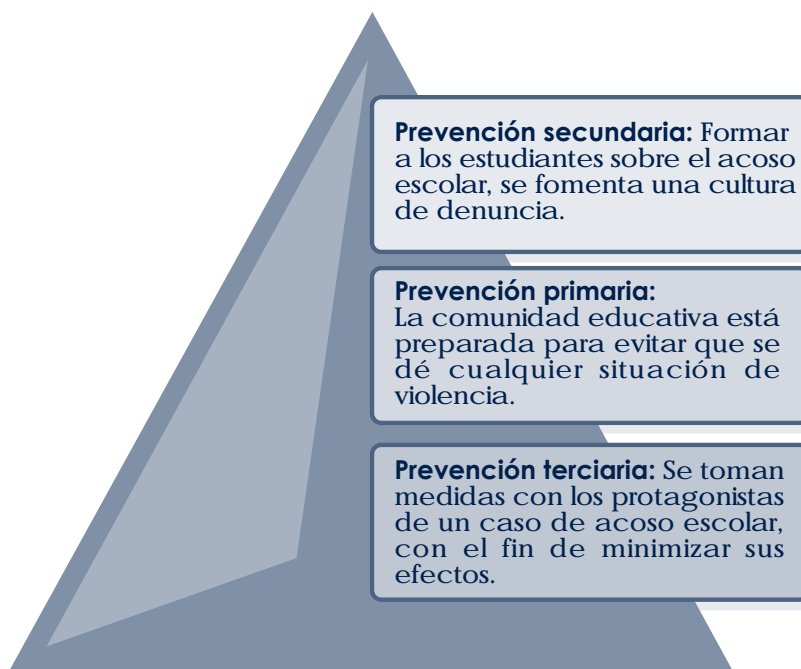 Prevención secundaria: Formar
a los estudiantes sobre el acoso
escolar, se fomenta una cultura
de denuncia.
Prevención primaria:
La comunidad educativa está
preparada para evitar que se
dé cualquier situación de
violencia.
Prevención terciaria: Se toman
medidas con los protagonistas
de un caso de acoso escolar,
con el fin de minimizar sus
efectos.